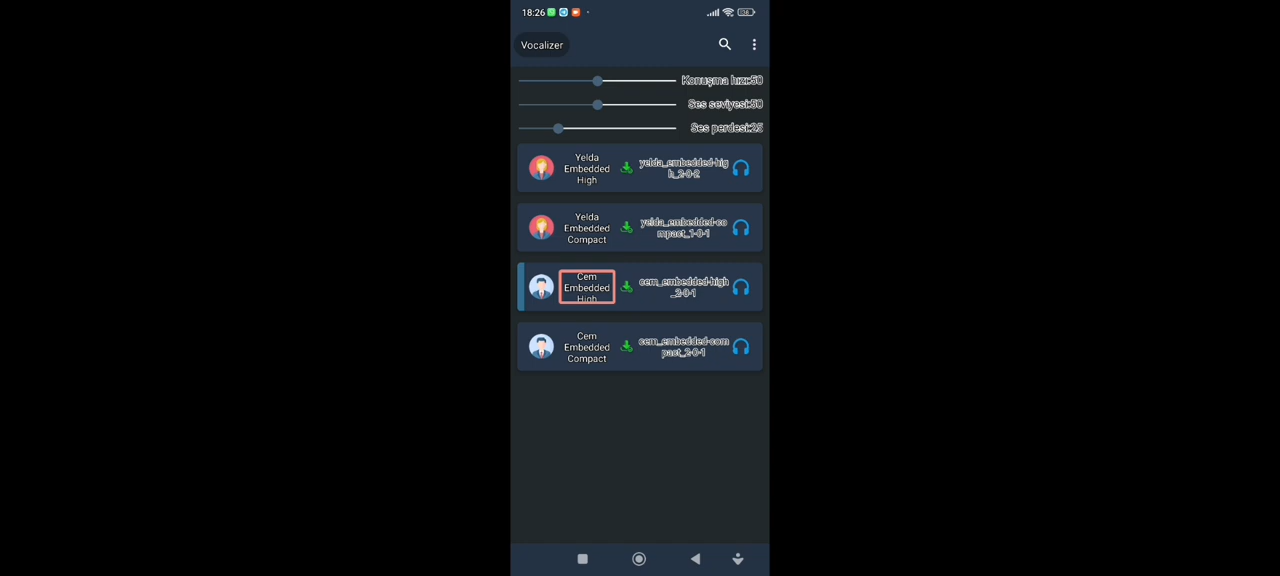 18:26
Vocalizer
Konuşma hızı:50
Ses seviyesi:50
Ses perdesi:25
Yelda
Embedded
High
yelda_embedded-hig
h_2-0-2
Yelda
Embedded
Compact
yelda_embedded-co
mpact_1-0-1
Cem
Embedded
High
cem_embedded-high
_2-0-1
Cem
Embedded
Compact
cem_embedded-com
pact_2-0-1